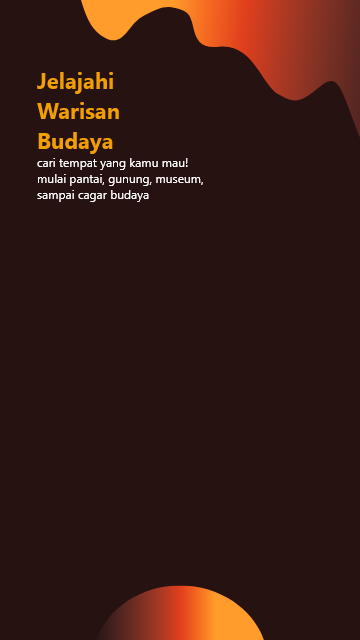 Jelajahi
Warisan
Budaya
cari tempat yang kamu mau!
mulai pantai, gunung, museum,
sampai cagar budaya